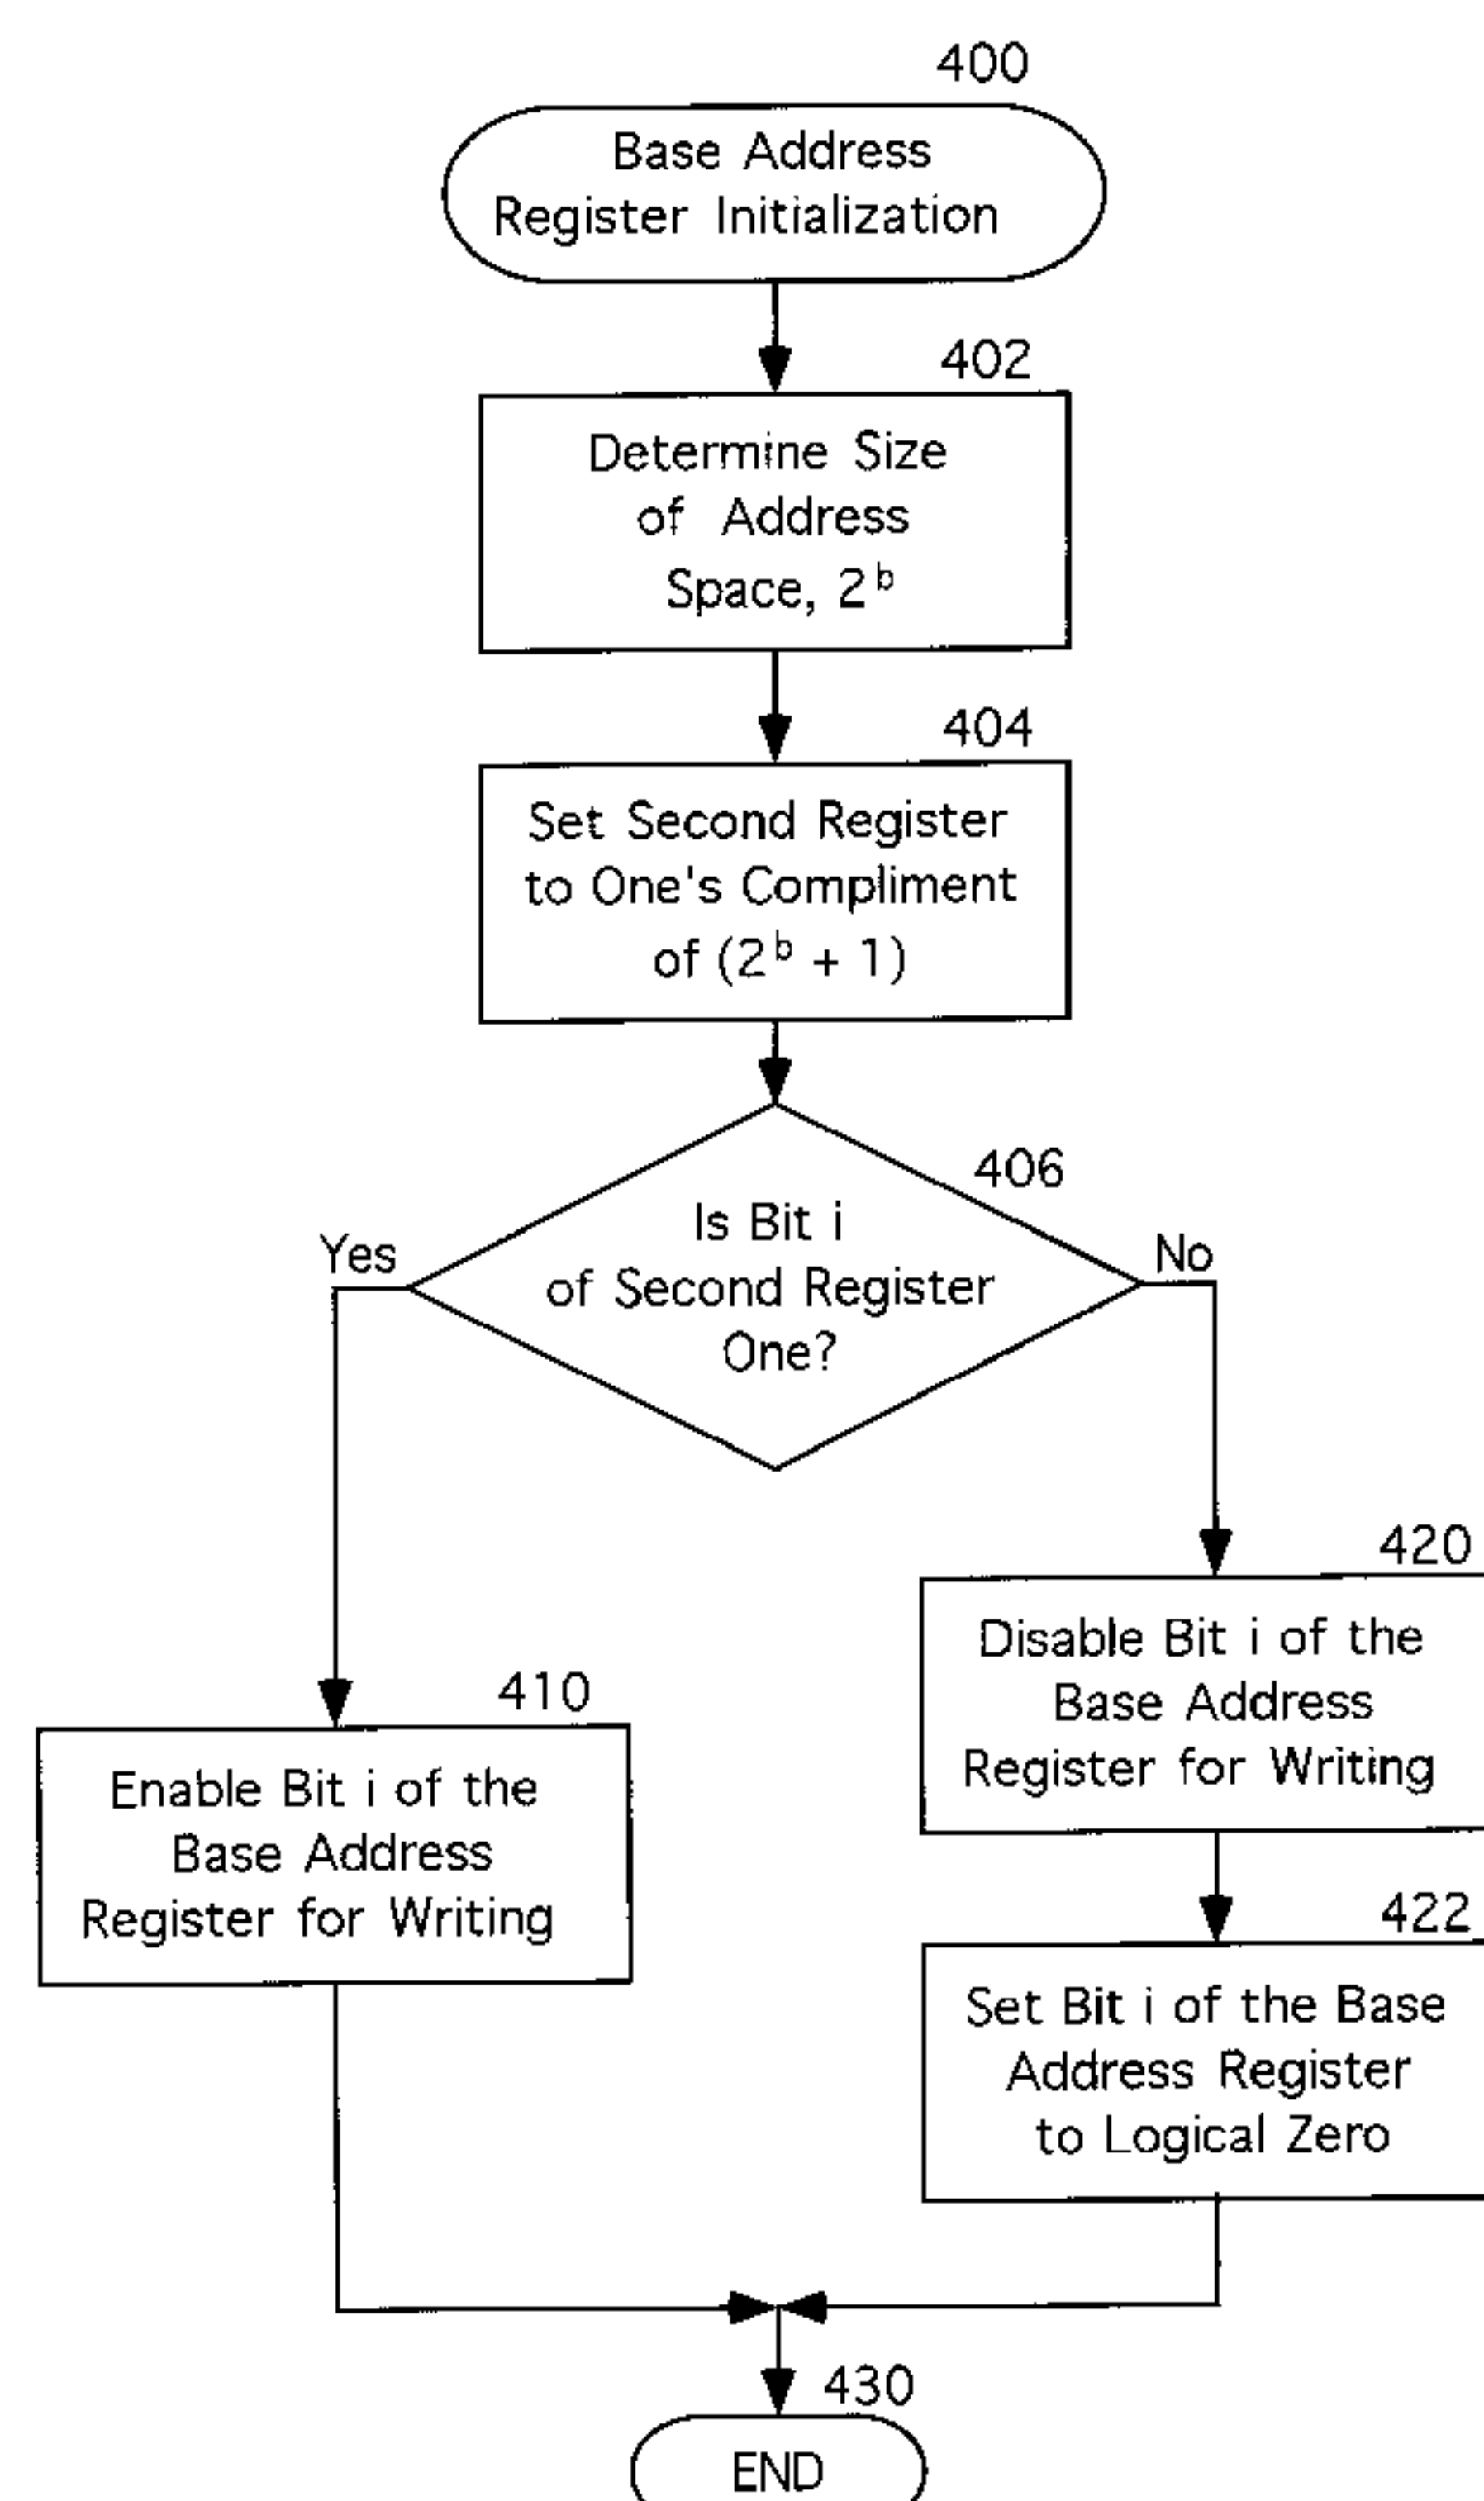 400
Base Address
Register Initialization
402
Determine Size
of Address
Space, 2ᵇ
404
Set Second Register
to One's Compliment
of (2ᵇ + 1)
406
Is Bit i
of Second Register
One?
Yes
No
420
Disable Bit i of the
Base Address
Register for Writing
410
Enable Bit i of the
Base Address
Register for Writing
422
Set Bit i of the Base
Address Register
to Logical Zero
430
END